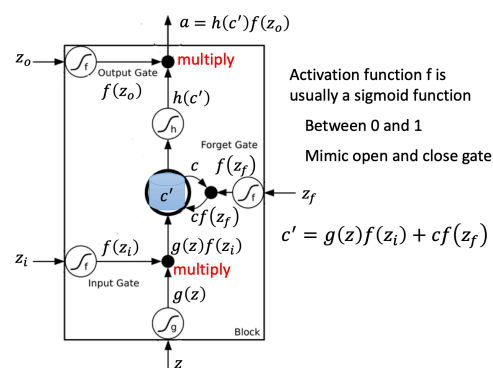 a = h(c′)f(z_o)
z_o
f
multiply
Output Gate
f(z_o)
h(c′)
h
Activation function f is
usually a sigmoid function
Between 0 and 1
Mimic open and close gate
Forget Gate
c
f(z_f)
c′
f
z_f
cf(z_f)
c′ = g(z)f(z_i) + cf(z_f)
z_i
f
f(z_i)
g(z)f(z_i)
multiply
Input Gate
g(z)
g
Block
z